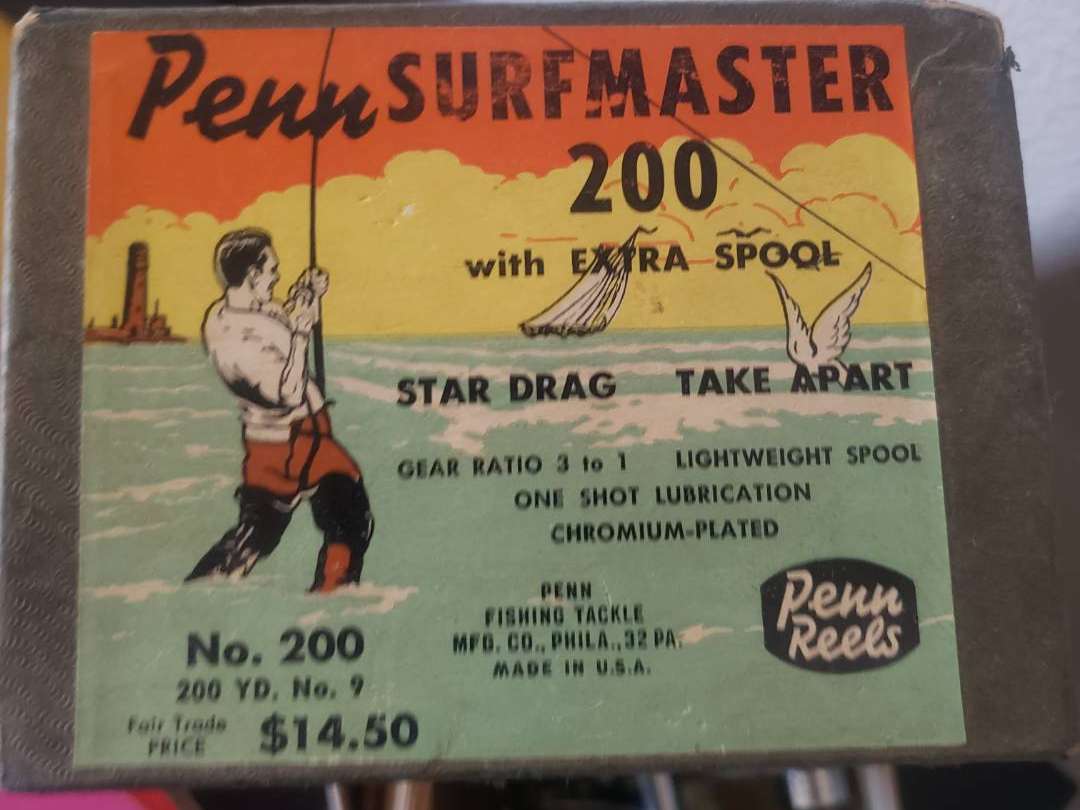 Penn SURFMASTER
200
with EXTRA SPOOL
STAR DRAG TAKE APART
GEAR RATIO 3 to 1 LIGHTWEIGHT SPOOL
ONE SHOT LUBRICATION
CHROMIUM-PLATED
PENN
FISHING TACKLE
MFG. CO., PHILA., 32 PA.
MADE IN U.S.A.
Penn
Reels
No. 200
200 YD. No. 9
Fair Trade
PRICE $14.50